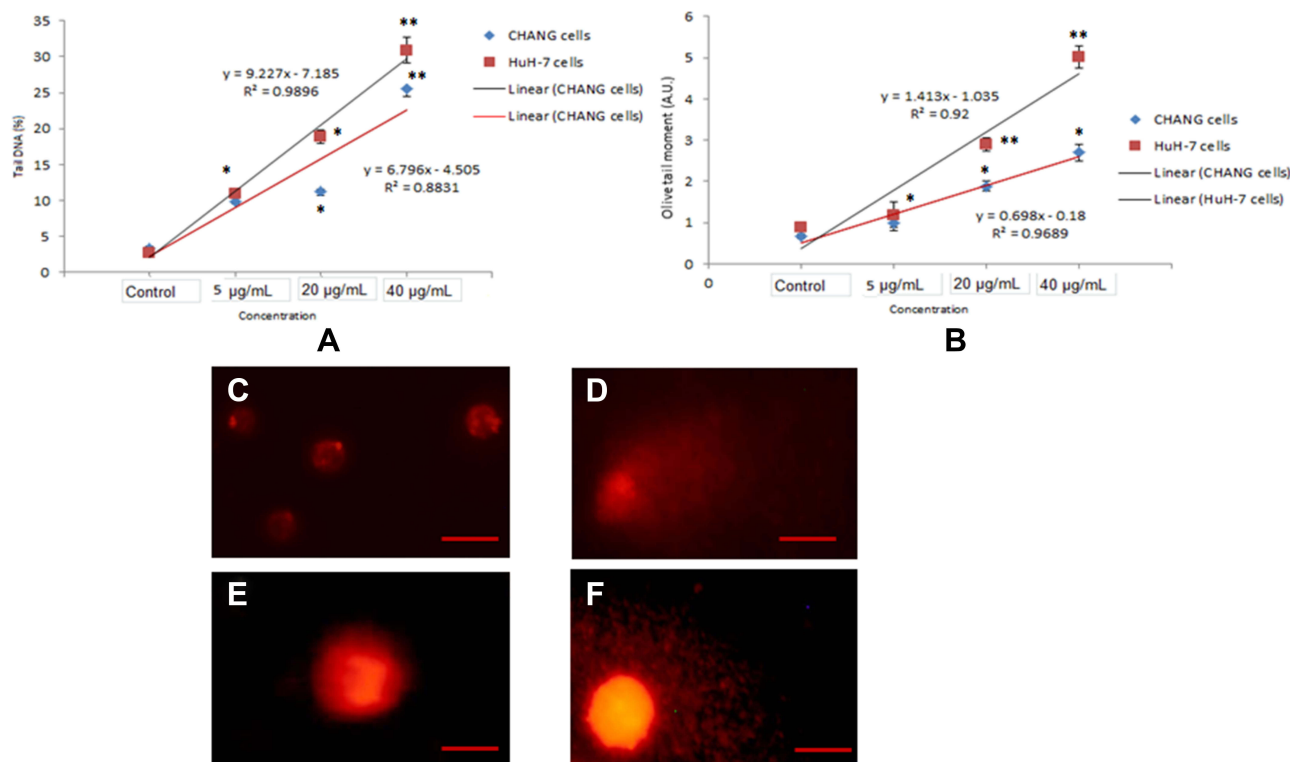 35
30
25
20
15
10
5
0
Tail DNA (%)
y = 9.227x - 7.185
R² = 0.9896
6.796x - 4.505
R² = 0.8831
*
*
*
**
**
Control
5 µg/mL
20 µg/mL
40 µg/mL
Concentration
CHANG cells
HuH-7 cells
Linear (CHANG cells)
Linear (CHANG cells)
A
6
5
4
3
2
1
0
Olive tail moment (A.U.)
y = 1.413x - 1.035
R² = 0.92
y = 0.698x - 0.18
R² = 0.9689
*
*
**
**
*
0
Control
5 µg/mL
20 µg/mL
40 µg/mL
Concentration
CHANG cells
HuH-7 cells
Linear (CHANG cells)
Linear (HuH-7 cells)
B
C
D
E
F